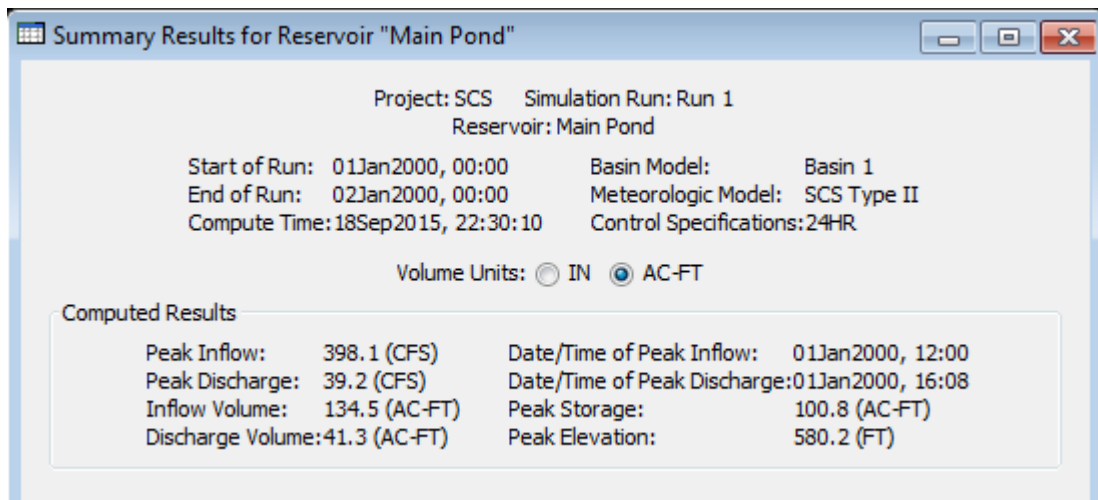 Summary Results for Reservoir "Main Pond"
Project: SCS Simulation Run: Run 1
Reservoir: Main Pond
Start of Run: 01Jan2000, 00:00 Basin Model: Basin 1
End of Run: 02Jan2000, 00:00 Meteorologic Model: SCS Type II
Compute Time:18Sep2015, 22:30:10 Control Specifications:24HR
Volume Units: IN AC-FT
Computed Results
Peak Inflow: 398.1 (CFS) Date/Time of Peak Inflow: 01Jan2000, 12:00
Peak Discharge: 39.2 (CFS) Date/Time of Peak Discharge:01Jan2000, 16:08
Inflow Volume: 134.5 (AC-FT) Peak Storage: 100.8 (AC-FT)
Discharge Volume:41.3 (AC-FT) Peak Elevation: 580.2 (FT)